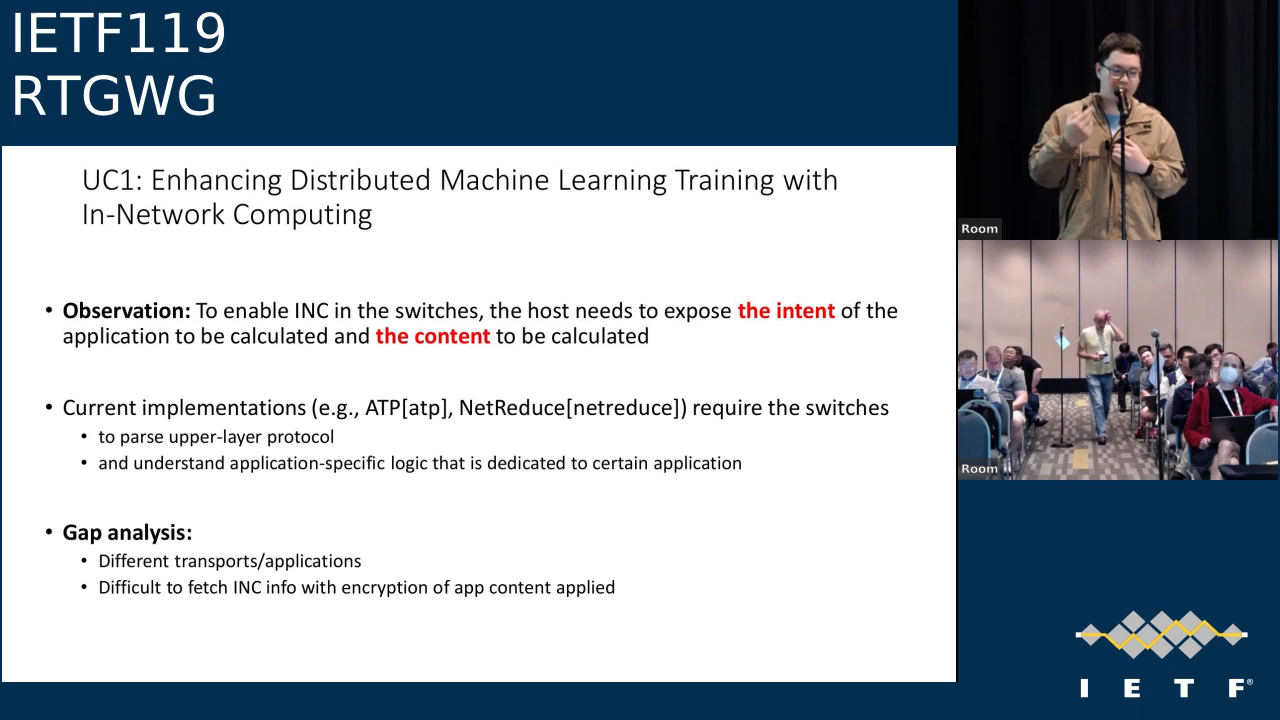 IETF119
RTGWG
UC1: Enhancing Distributed Machine Learning Training with
In-Network Computing
• Observation: To enable INC in the switches, the host needs to expose the intent of the
application to be calculated and the content to be calculated
• Current implementations (e.g., ATP[atp], NetReduce[netreduce]) require the switches
• to parse upper-layer protocol
• and understand application-specific logic that is dedicated to certain application
• Gap analysis:
• Different transports/applications
• Difficult to fetch INC info with encryption of app content applied
Room
Room
I E T F®